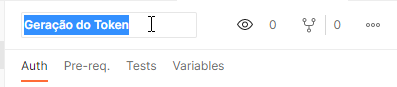 Geração do Token 0 0
Auth Pre-req. Tests Variables